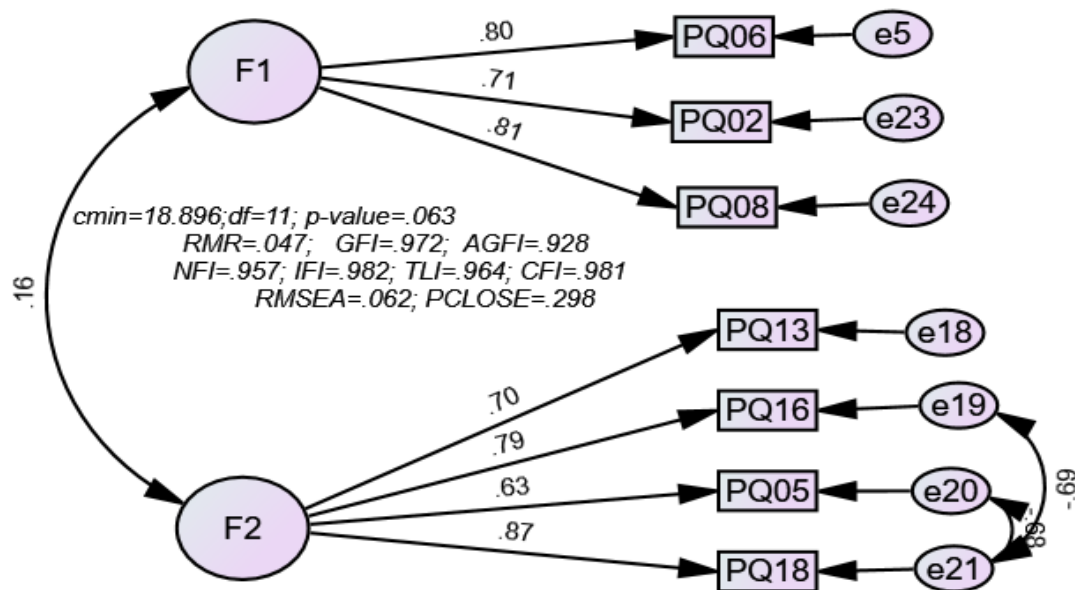 F1
.80
PQ06
e5
.71
PQ02
e23
.81
PQ08
e24
cmin=18.896;df=11; p-value=.063
RMR=.047; GFI=.972; AGFI=.928
NFI=.957; IFI=.982; TLI=.964; CFI=.981
RMSEA=.062; PCLOSE=.298
.16
F2
.70
PQ13
e18
.79
PQ16
e19
.63
PQ05
e20
.87
PQ18
e21
-.69